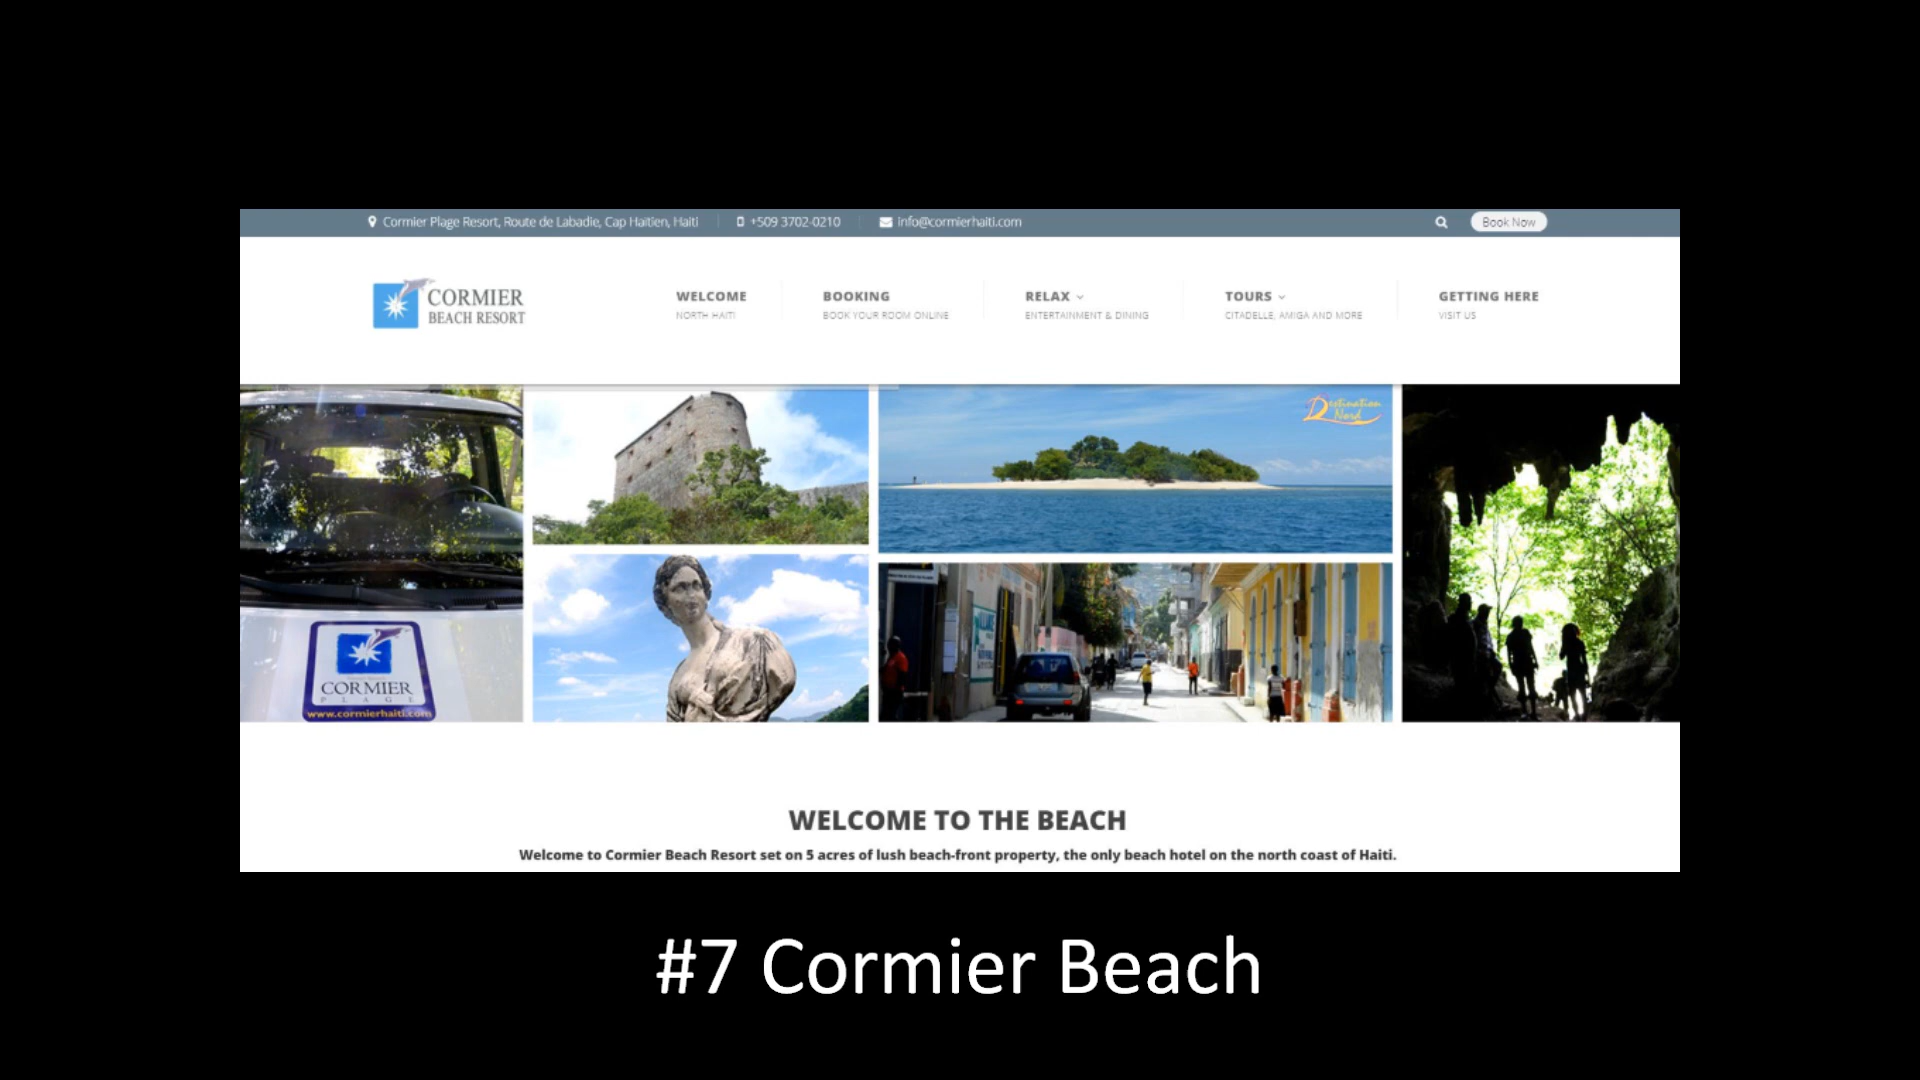 Cormier Plage Resort, Route de Labadie, Cap Haitien, Haiti
+509 3702-0210
info@cormierhaiti.com
Book Now
CORMIER
BEACH RESORT
WELCOME
NORTH HAITI
BOOKING
BOOK YOUR ROOM ONLINE
RELAX
ENTERTAINMENT & DINING
TOURS
CITADELLE, AMIGA AND MORE
GETTING HERE
VISIT US
Destination
Nord
CORMIER
PLAGE
www.cormierhaiti.com
WELCOME TO THE BEACH
Welcome to Cormier Beach Resort set on 5 acres of lush beach-front property, the only beach hotel on the north coast of Haiti.
#7 Cormier Beach